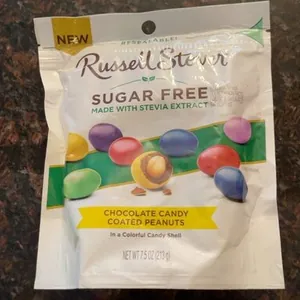 NEW
Russell Stover
SUGAR FREE
MADE WITH STEVIA EXTRACT
CHOCOLATE CANDY
COATED PEANUTS
In a Colorful Candy Shell
NET WT 7.5 OZ (213 g)